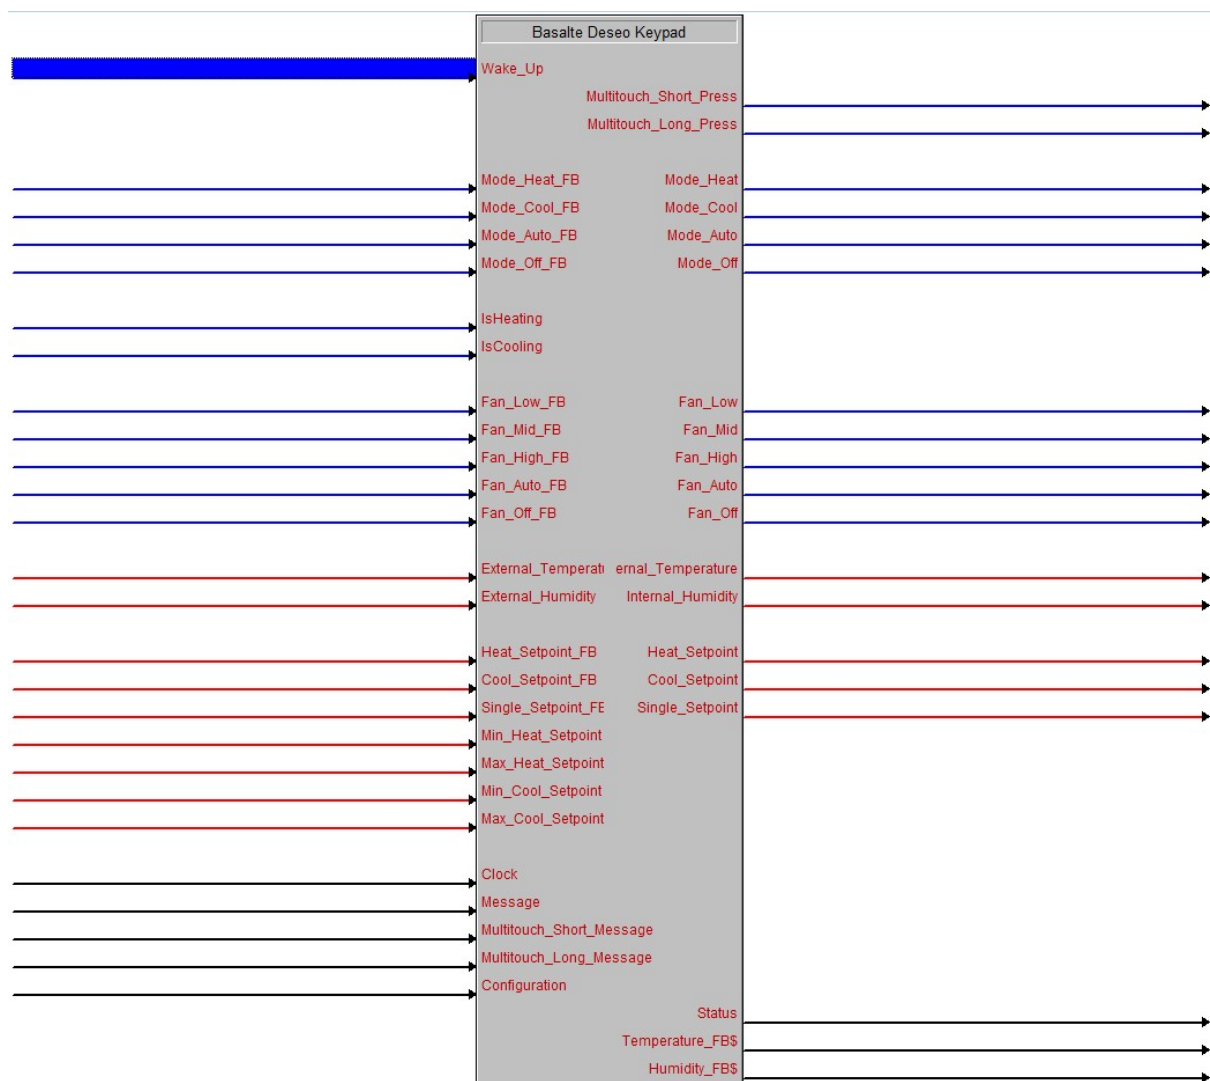 Basalte Deseo Keypad
Wake_Up
Multitouch_Short_Press
Multitouch_Long_Press
Mode_Heat_FB Mode_Heat
Mode_Cool_FB Mode_Cool
Mode_Auto_FB Mode_Auto
Mode_Off_FB Mode_Off
IsHeating
IsCooling
Fan_Low_FB Fan_Low
Fan_Mid_FB Fan_Mid
Fan_High_FB Fan_High
Fan_Auto_FB Fan_Auto
Fan_Off_FB Fan_Off
External_Temperatu ernal_Temperature
External_Humidity Internal_Humidity
Heat_Setpoint_FB Heat_Setpoint
Cool_Setpoint_FB Cool_Setpoint
Single_Setpoint_FE Single_Setpoint
Min_Heat_Setpoint
Max_Heat_Setpoint
Min_Cool_Setpoint
Max_Cool_Setpoint
Clock
Message
Multitouch_Short_Message
Multitouch_Long_Message
Configuration
Status
Temperature_FB$
Humidity_FB$